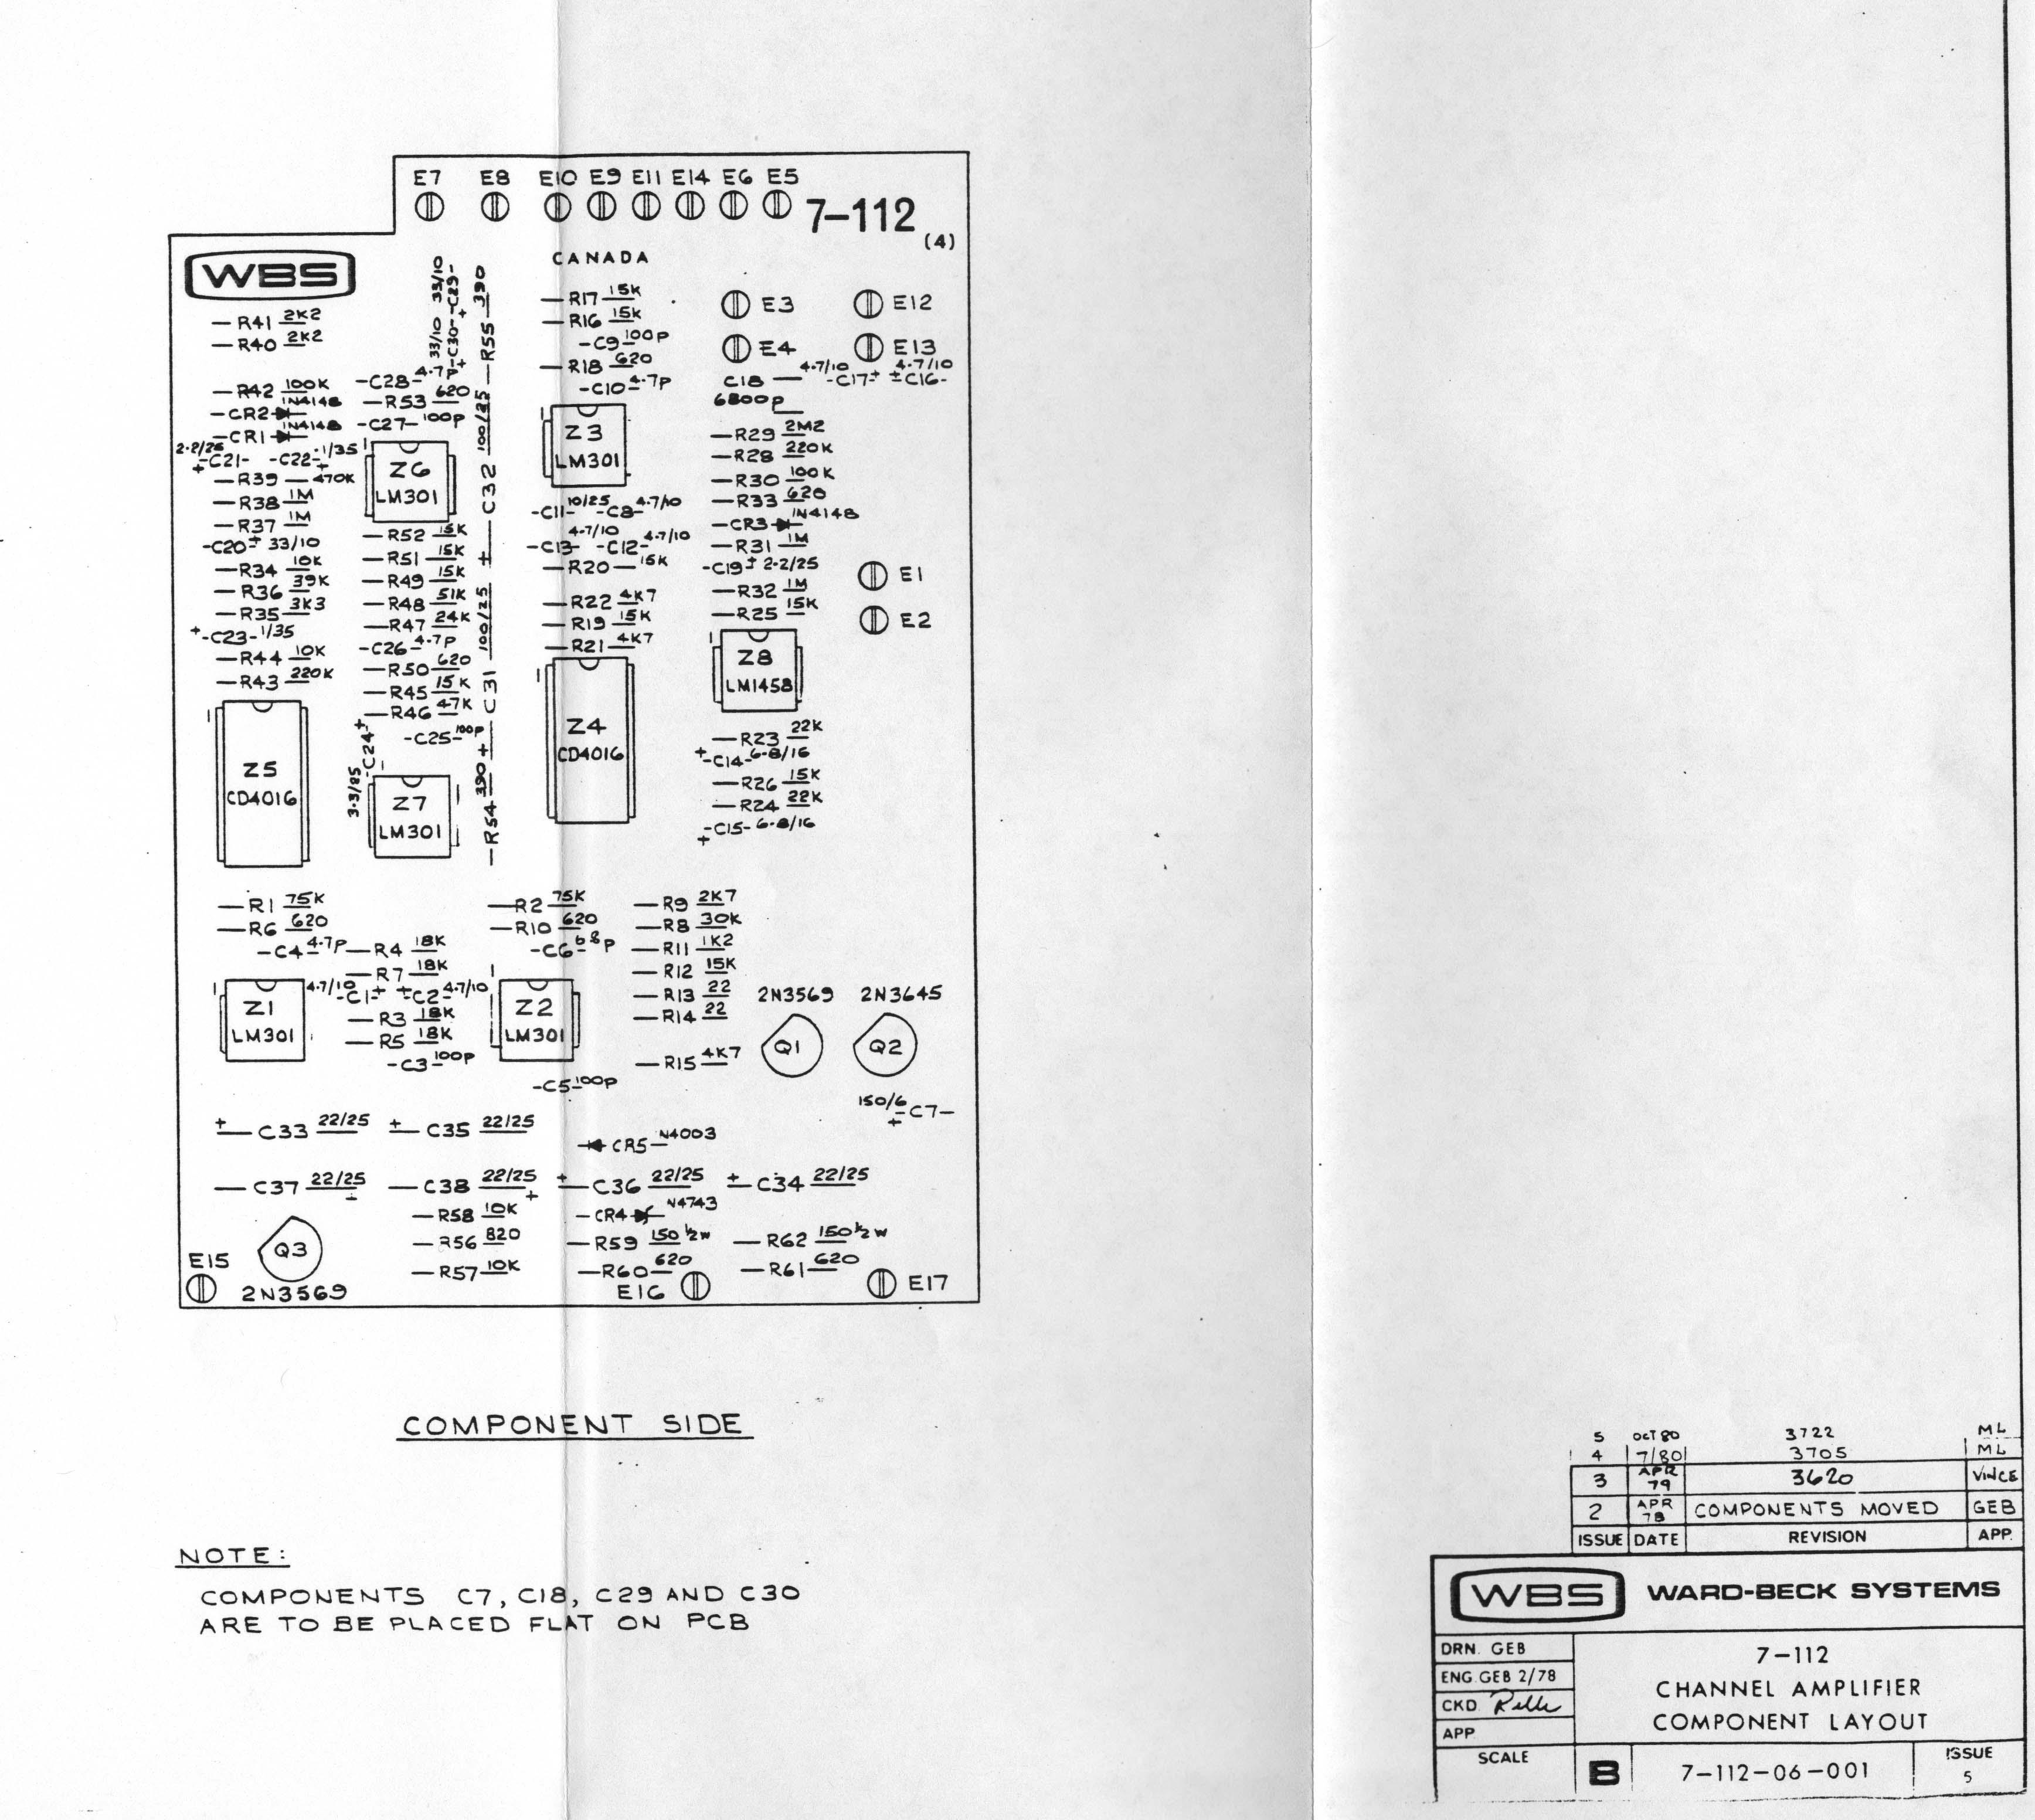 E7 E8 E10 E9 E11 E14 E6 E5
7-112
(4)
WBS
CANADA
R41 2K2
R40 2K2
R42 100K
CR2 1N4148
CR1 1N4148
2.2/25 +C21- -C22- .1/35 +
R39 470K
R38 1M
R37 1M
-C20+ 33/10
R34 10K
R36 39K
R35 3K3
+-C23- 1/35
R44 10K
R43 220K
Z5
CD4016
33/10 -C30- +
33/10 -C29- +
-C28- 4.7P
R53 620
-C27- 100P
Z6
LM301
R52 15K
R51 15K
R49 15K
R48 51K
R47 24K
-C26- 4.7P
R50 620
R45 15K
R46 47K
-C25- 100P
3.3/25 -C24+
Z7
LM301
R55 390
+ C32 100/25
+ C31 100/25
R54 390
R17 15K
R16 15K
-C9 100P
R18 620
-C10- 4.7P
Z3
LM301
-C11- 10/25 -C8- 4.7/10
-C13- 4.7/10 -C12- 4.7/10
R20 15K
R22 4K7
R19 15K
R21 4K7
Z4
CD4016
E3 E12
E4 E13
C18 4.7/10 -C17+ 4.7/10 +C16-
6800P
R29 2M2
R28 220K
R30 100K
R33 620
CR3 1N4148
R31 1M
-C19+ 2.2/25
R32 1M
R25 15K
E1
E2
Z8
LM1458
R23 22K
+-C14- 6.8/16
R26 15K
R24 22K
+-C15- 6.8/16
R1 75K
R6 620
-C4- 4.7P
R4 18K
R7 18K
4.7/10 -C1+ +C2- 4.7/10
R3 18K
R5 18K
-C3- 100P
Z1
LM301
R2 75K
R10 620
-C6- 68P
Z2
LM301
-C5- 100P
R9 2K7
R8 30K
R11 1K2
R12 15K
R13 22
R14 22
R15 4K7
2N3569 2N3645
Q1 Q2
150/6 +-C7-
+ C33 22/25 + C35 22/25
CR5 N4003
C37 22/25 + C38 22/25 + + C36 22/25 + C34 22/25
R58 10K CR4 N4743
R56 820 R59 150 ½W R62 150 ½W
R57 10K R60 620 R61 620
E15 Q3
2N3569 E16 E17
COMPONENT SIDE
NOTE:
COMPONENTS C7, C18, C29 AND C30
ARE TO BE PLACED FLAT ON PCB
5 OCT 80 3722 ML
4 7/80 3705 ML
3 APR 79 3620 VINCE
2 APR 78 COMPONENTS MOVED GEB
ISSUE DATE REVISION APP.
WBS WARD-BECK SYSTEMS
DRN. GEB
ENG. GEB 2/78
CKD.
APP
SCALE
7-112
CHANNEL AMPLIFIER
COMPONENT LAYOUT
B 7-112-06-001 ISSUE 5